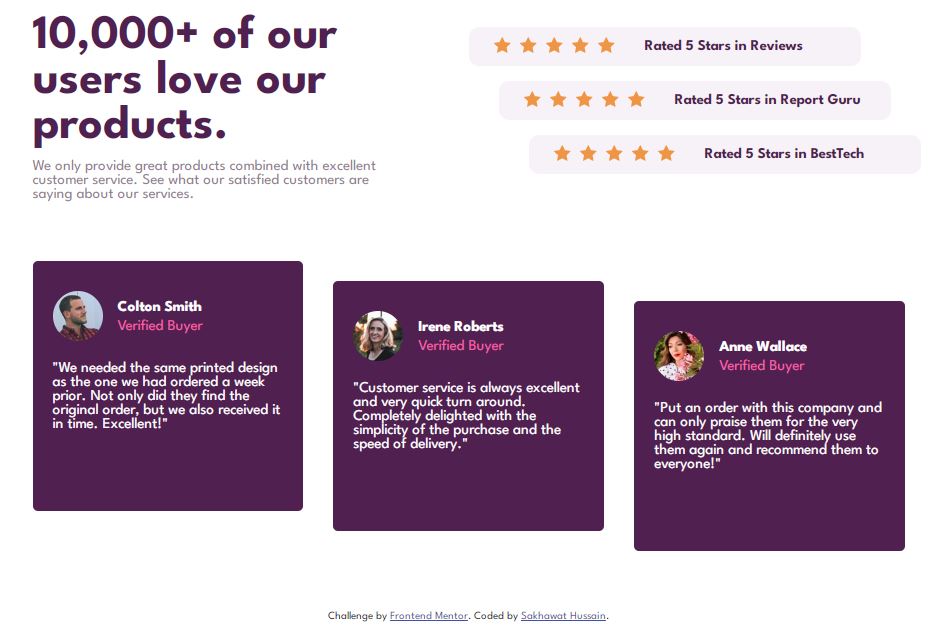 10,000+ of our
users love our
products.
We only provide great products combined with excellent
customer service. See what our satisfied customers are
saying about our services.
Rated 5 Stars in Reviews
Rated 5 Stars in Report Guru
Rated 5 Stars in BestTech
Colton Smith
Verified Buyer
"We needed the same printed design
as the one we had ordered a week
prior. Not only did they find the
original order, but we also received it
in time. Excellent!"
Irene Roberts
Verified Buyer
"Customer service is always excellent
and very quick turn around.
Completely delighted with the
simplicity of the purchase and the
speed of delivery."
Anne Wallace
Verified Buyer
"Put an order with this company and
can only praise them for the very
high standard. Will definitely use
them again and recommend them to
everyone!"
Challenge by Frontend Mentor. Coded by Sakhawat Hussain.